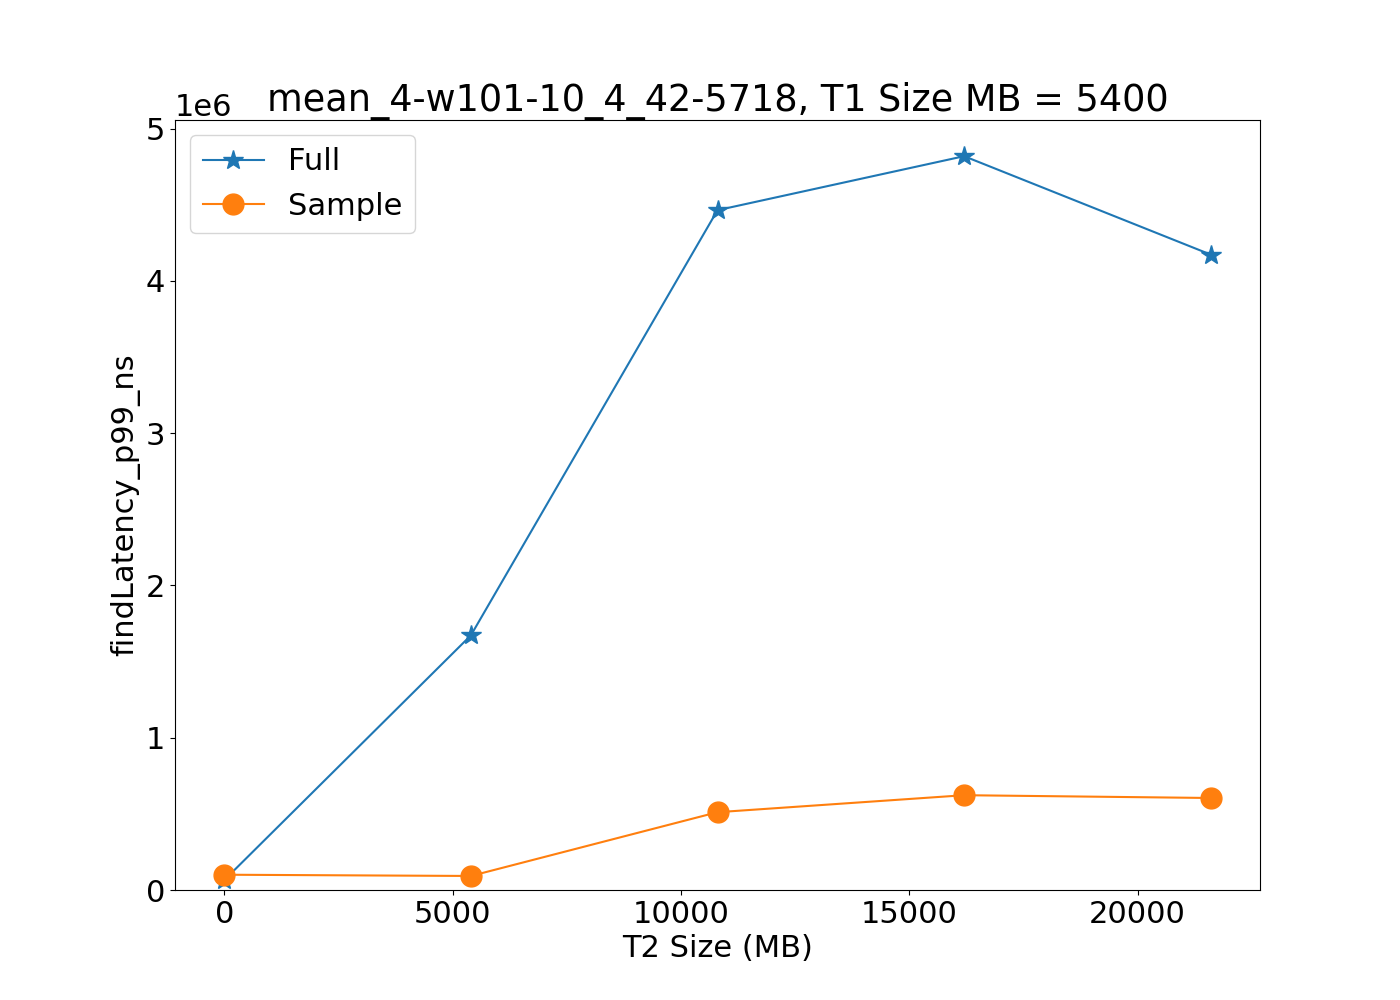 mean_4-w101-10_4_42-5718, T1 Size MB = 5400
1e6
5
4
3
2
1
0
Full
Sample
findLatency_p99_ns
0 5000 10000 15000 20000
T2 Size (MB)